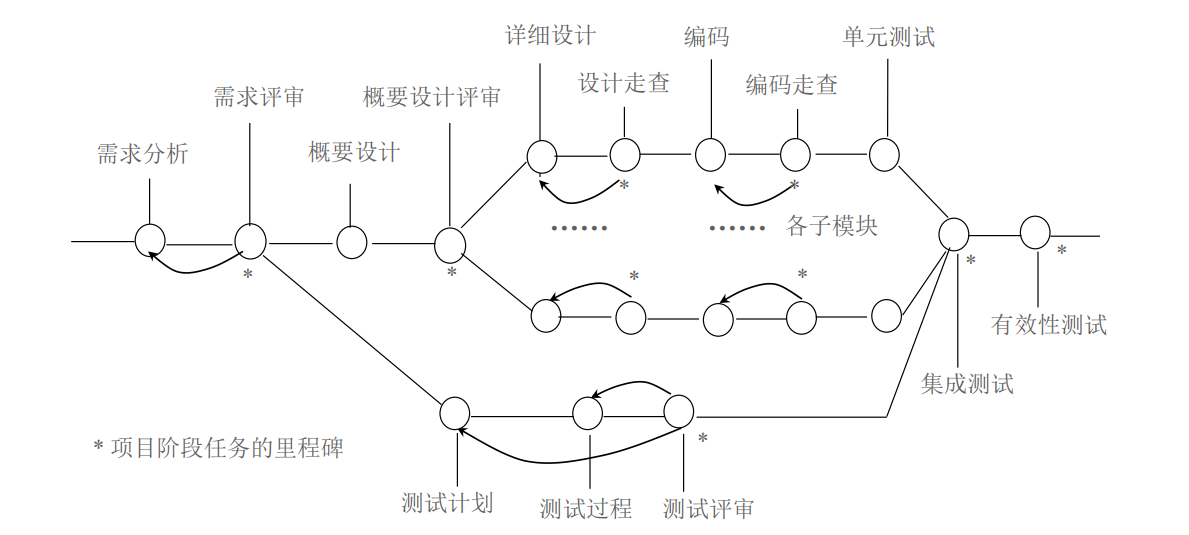 详细设计
编码
单元测试
设计走查
编码走查
需求评审
概要设计评审
需求分析
概要设计
*
*
…… …… 各子模块
*
*
*
*
*
*
有效性测试
集成测试
*
* 项目阶段任务的里程碑
测试计划
测试过程
测试评审